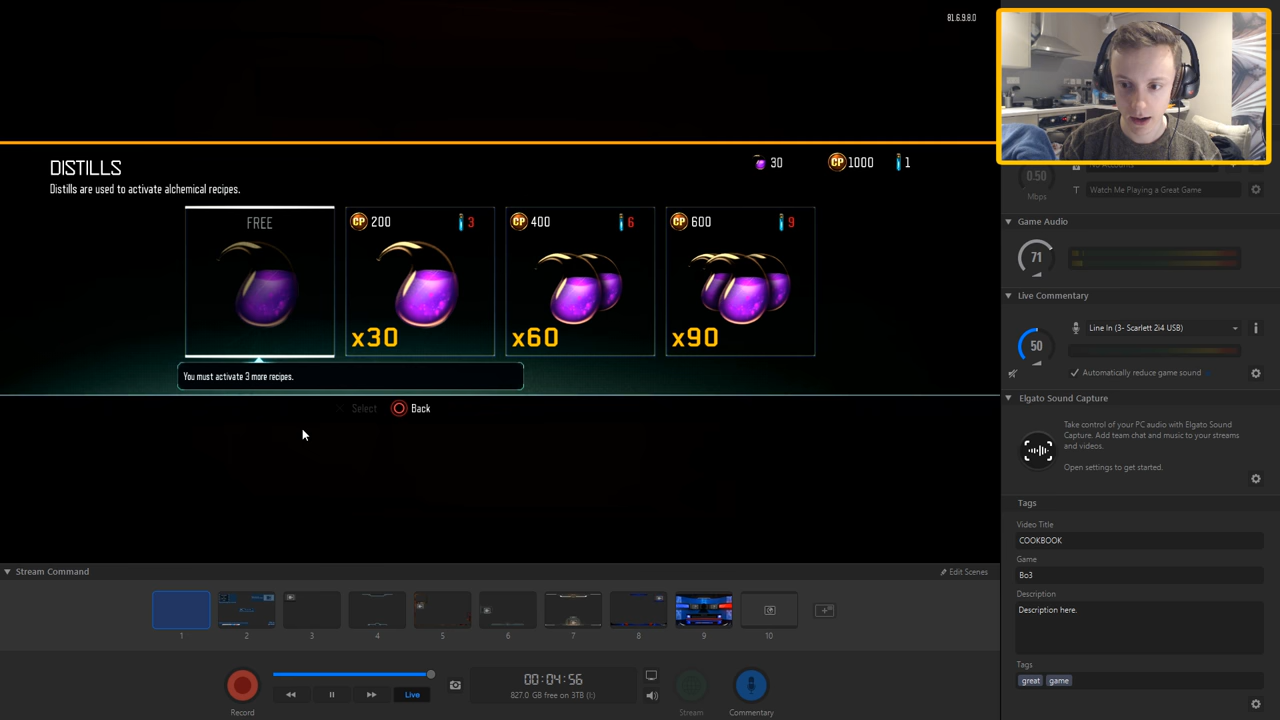 81.6.9.8.0
DISTILLS
30
CP 1000
1
Distills are used to activate alchemical recipes.
FREE
CP 200
3
CP 400
6
CP 600
9
x30
x60
x90
You must activate 3 more recipes.
Select
Back
0.50
Mbps
T Watch Me Playing a Great Game
Game Audio
71
Live Commentary
50
Line In (3- Scarlett 2i4 USB)
Automatically reduce game sound
Elgato Sound Capture
Take control of your PC audio with Elgato Sound
Capture. Add team chat and music to your streams
and videos.
Open settings to get started.
Tags
Video Title
COOKBOOK
Game
Bo3
Description
Description here.
Tags
great game
Stream Command
Edit Scenes
1 2 3 4 5 6 7 8 9 10
Record
Live
00:04:56
827.0 GB free on 3TB (I:)
Stream
Commentary